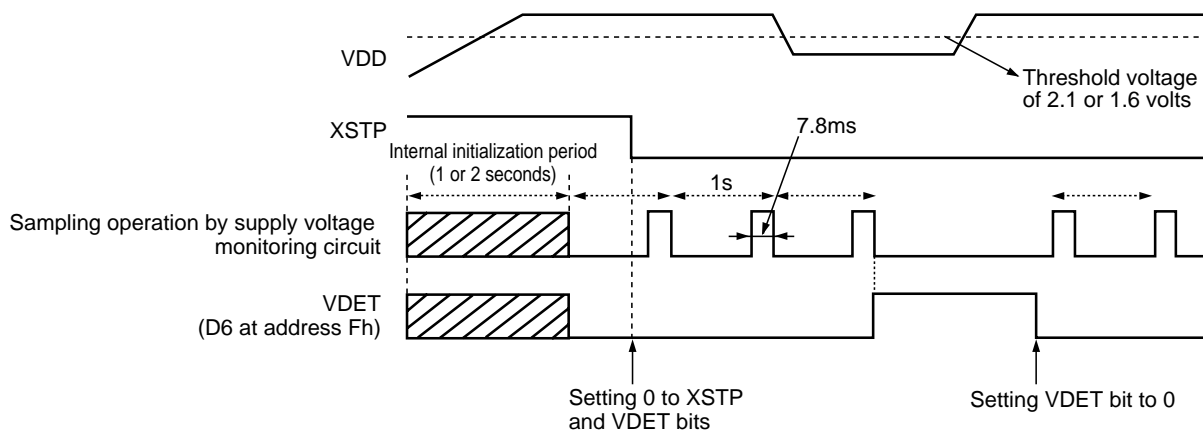 VDD
Threshold voltage
of 2.1 or 1.6 volts
XSTP
7.8ms
Internal initialization period
(1 or 2 seconds)
1s
Sampling operation by supply voltage
monitoring circuit
VDET
(D6 at address Fh)
Setting 0 to XSTP
and VDET bits
Setting VDET bit to 0